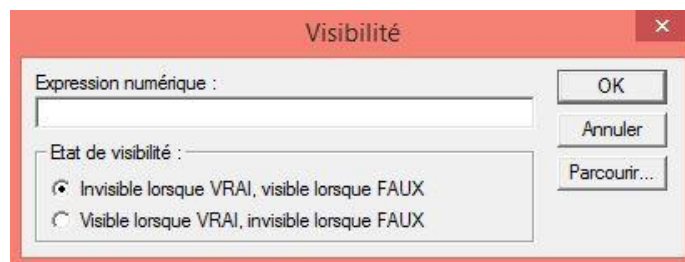 Visibilité
Expression numérique :
OK
Annuler
Parcourir...
Etat de visibilité :
Invisible lorsque VRAI, visible lorsque FAUX
Visible lorsque VRAI, invisible lorsque FAUX